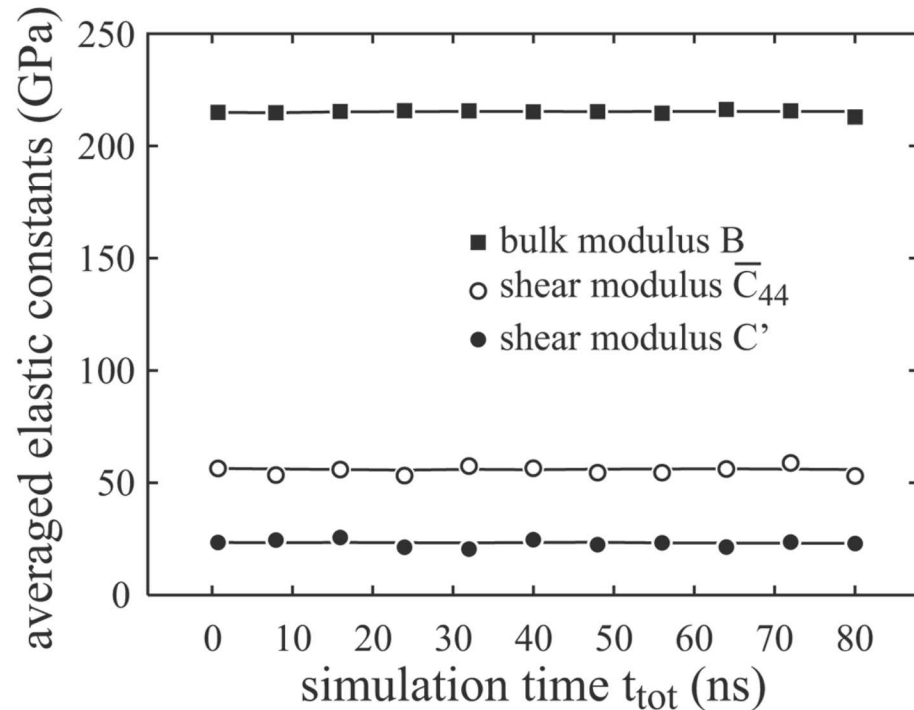 averaged elastic constants (GPa)
250
200
150
100
50
0
bulk modulus B
shear modulus C̅₄₄
shear modulus C’
0 10 20 30 40 50 60 70 80
simulation time tₜₒₜ (ns)